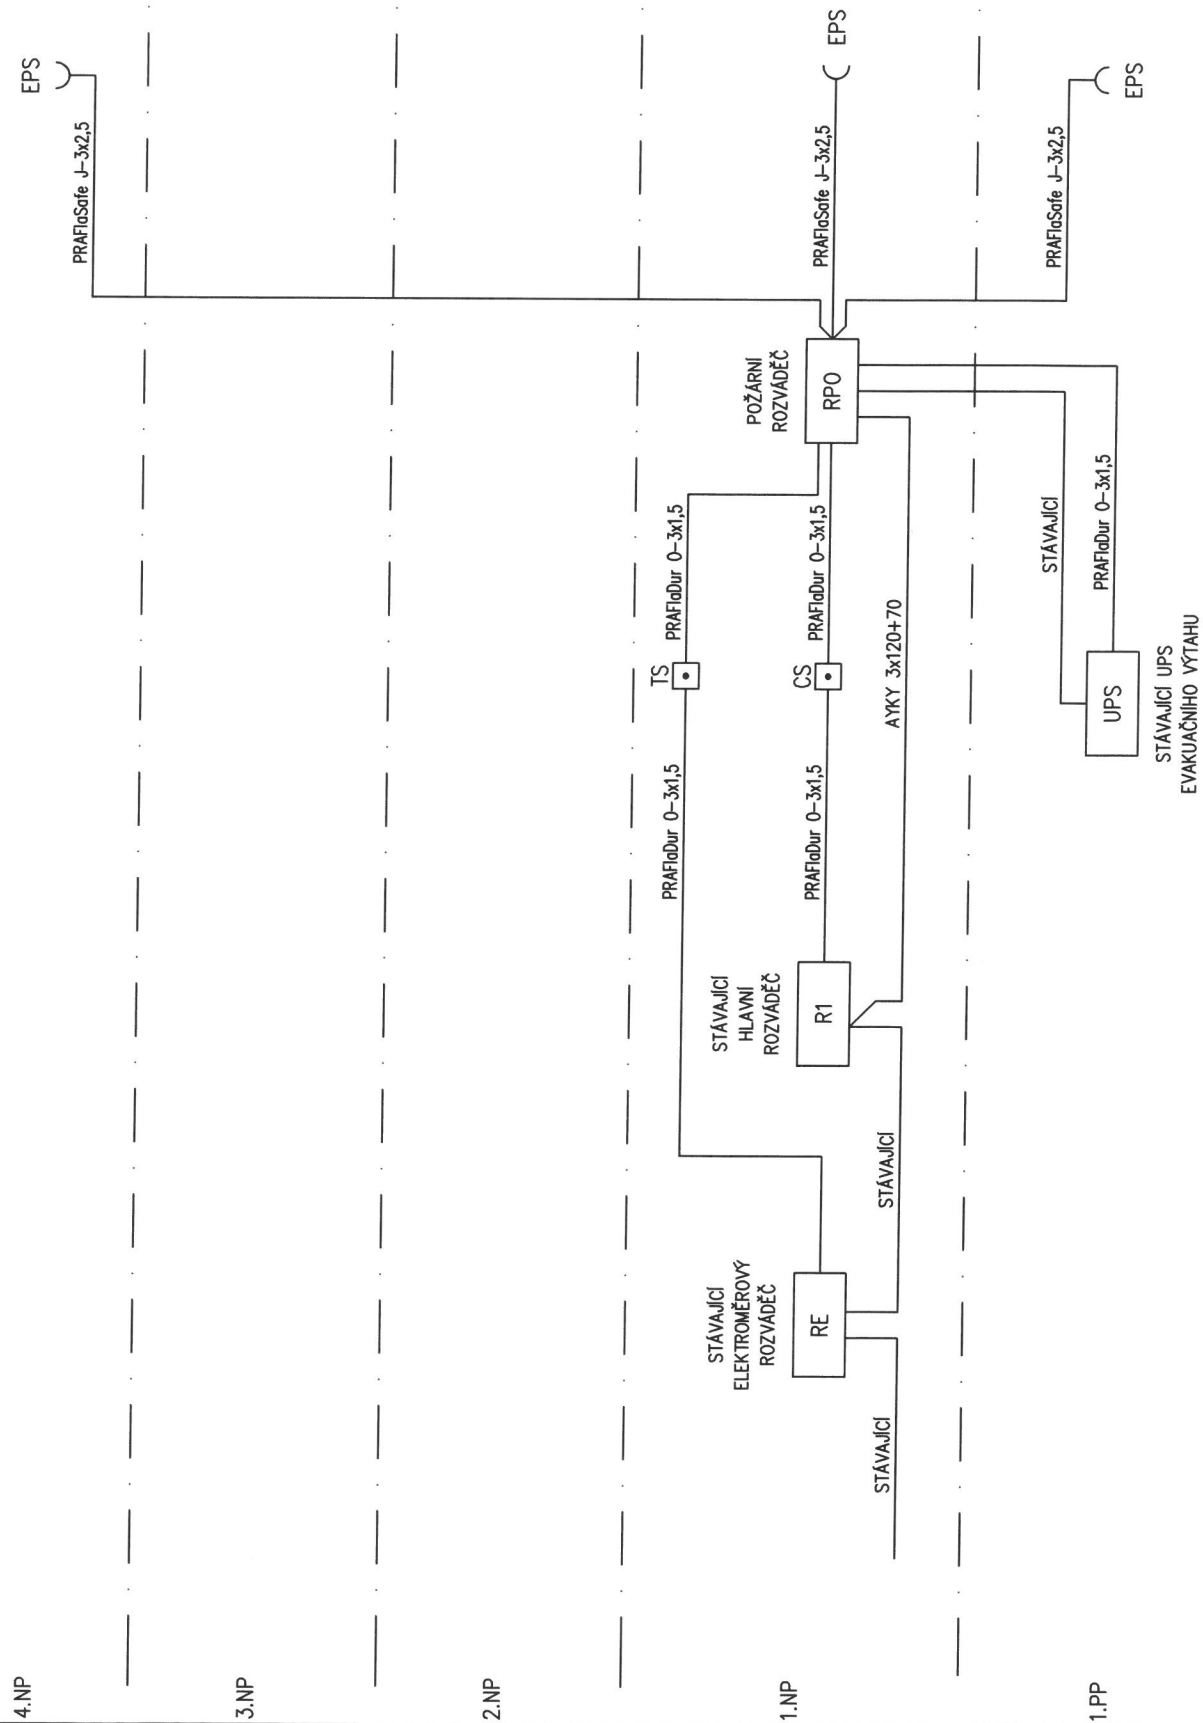 4.NP
EPS
PRAFlaSafe J-3x2,5
3.NP
2.NP
1.NP
STÁVAJÍCÍ
STÁVAJÍCÍ
ELEKTROMĚROVÝ
ROZVÁDĚČ
RE
STÁVAJÍCÍ
STÁVAJÍCÍ
HLAVNÍ
ROZVÁDĚČ
R1
PRAFlaDur O-3x1,5
TS
PRAFlaDur O-3x1,5
PRAFlaDur O-3x1,5
CS
PRAFlaDur O-3x1,5
AYKY 3x120+70
POŽÁRNÍ
ROZVÁDĚČ
RPO
PRAFlaSafe J-3x2,5
EPS
1.PP
UPS
STÁVAJÍCÍ UPS
EVAKUAČNÍHO VÝTAHU
STÁVAJÍCÍ
PRAFlaDur O-3x1,5
PRAFlaSafe J-3x2,5
EPS